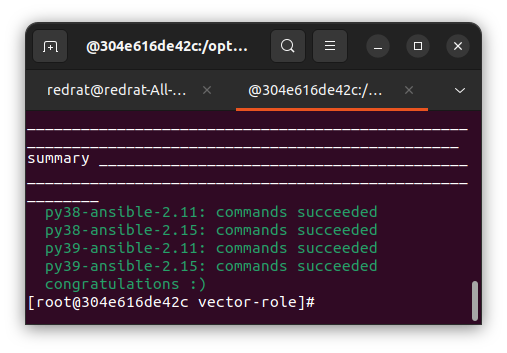 @304e616de42c:/opt…
redrat@redrat-All-…
@304e616de42c:/…
summary
py38-ansible-2.11: commands succeeded
py38-ansible-2.15: commands succeeded
py39-ansible-2.11: commands succeeded
py39-ansible-2.15: commands succeeded
congratulations :)
[root@304e616de42c vector-role]#